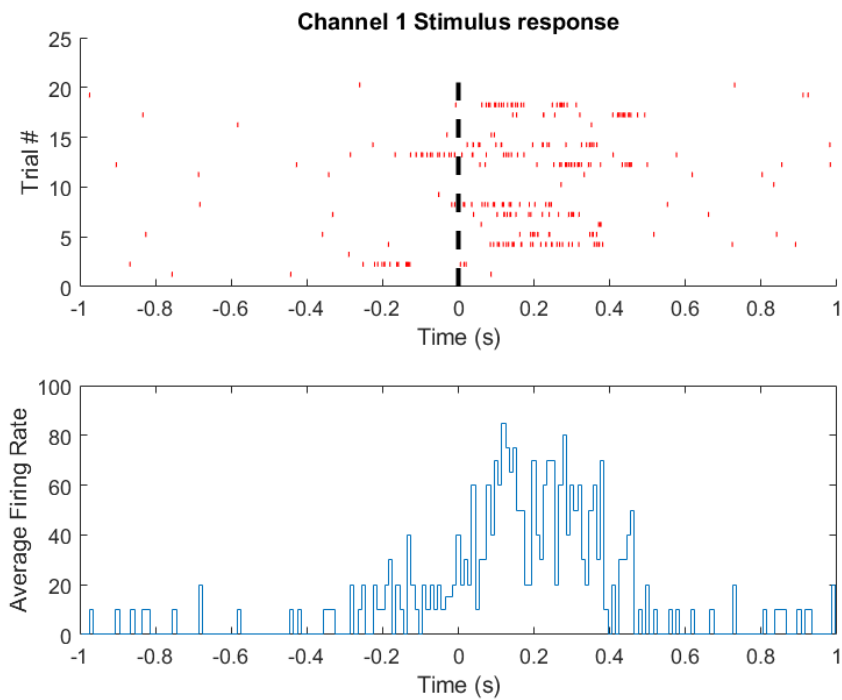 Channel 1 Stimulus response
25
20
15
10
5
0
Trial #
-1 -0.8 -0.6 -0.4 -0.2 0 0.2 0.4 0.6 0.8 1
Time (s)
100
80
60
40
20
0
Average Firing Rate
-1 -0.8 -0.6 -0.4 -0.2 0 0.2 0.4 0.6 0.8 1
Time (s)